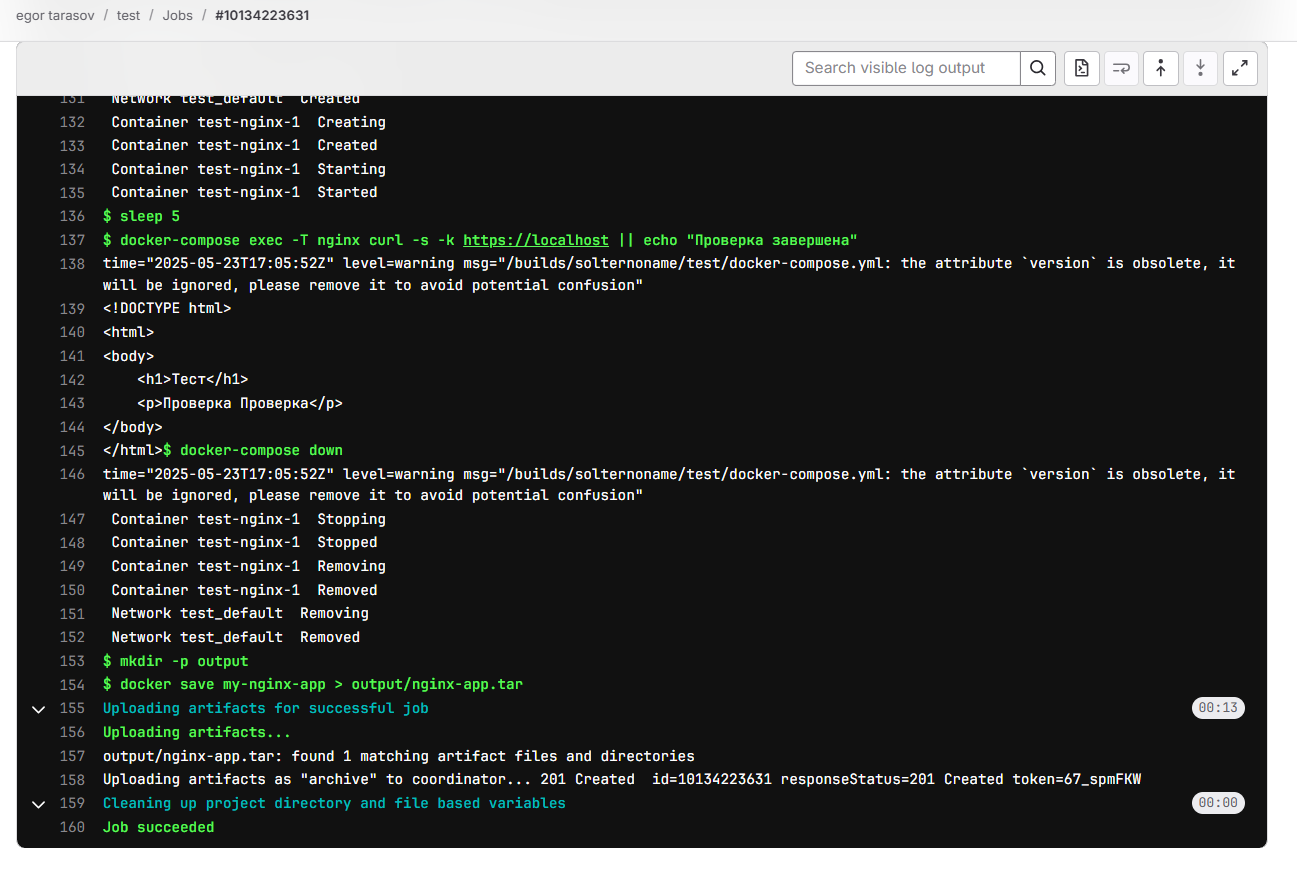 egor tarasov / test / Jobs / #10134223631
Search visible log output
131 Network test_default Created
132 Container test-nginx-1 Creating
133 Container test-nginx-1 Created
134 Container test-nginx-1 Starting
135 Container test-nginx-1 Started
136 $ sleep 5
137 $ docker-compose exec -T nginx curl -s -k https://localhost || echo "Проверка завершена"
138 time="2025-05-23T17:05:52Z" level=warning msg="/builds/solternoname/test/docker-compose.yml: the attribute `version` is obsolete, it
will be ignored, please remove it to avoid potential confusion"
139 <!DOCTYPE html>
140 <html>
141 <body>
142 <h1>Тест</h1>
143 <p>Проверка Проверка</p>
144 </body>
145 </html>$ docker-compose down
146 time="2025-05-23T17:05:52Z" level=warning msg="/builds/solternoname/test/docker-compose.yml: the attribute `version` is obsolete, it
will be ignored, please remove it to avoid potential confusion"
147 Container test-nginx-1 Stopping
148 Container test-nginx-1 Stopped
149 Container test-nginx-1 Removing
150 Container test-nginx-1 Removed
151 Network test_default Removing
152 Network test_default Removed
153 $ mkdir -p output
154 $ docker save my-nginx-app > output/nginx-app.tar
155 Uploading artifacts for successful job 00:13
156 Uploading artifacts...
157 output/nginx-app.tar: found 1 matching artifact files and directories
158 Uploading artifacts as "archive" to coordinator... 201 Created id=10134223631 responseStatus=201 Created token=67_spmFKW
159 Cleaning up project directory and file based variables 00:00
160 Job succeeded